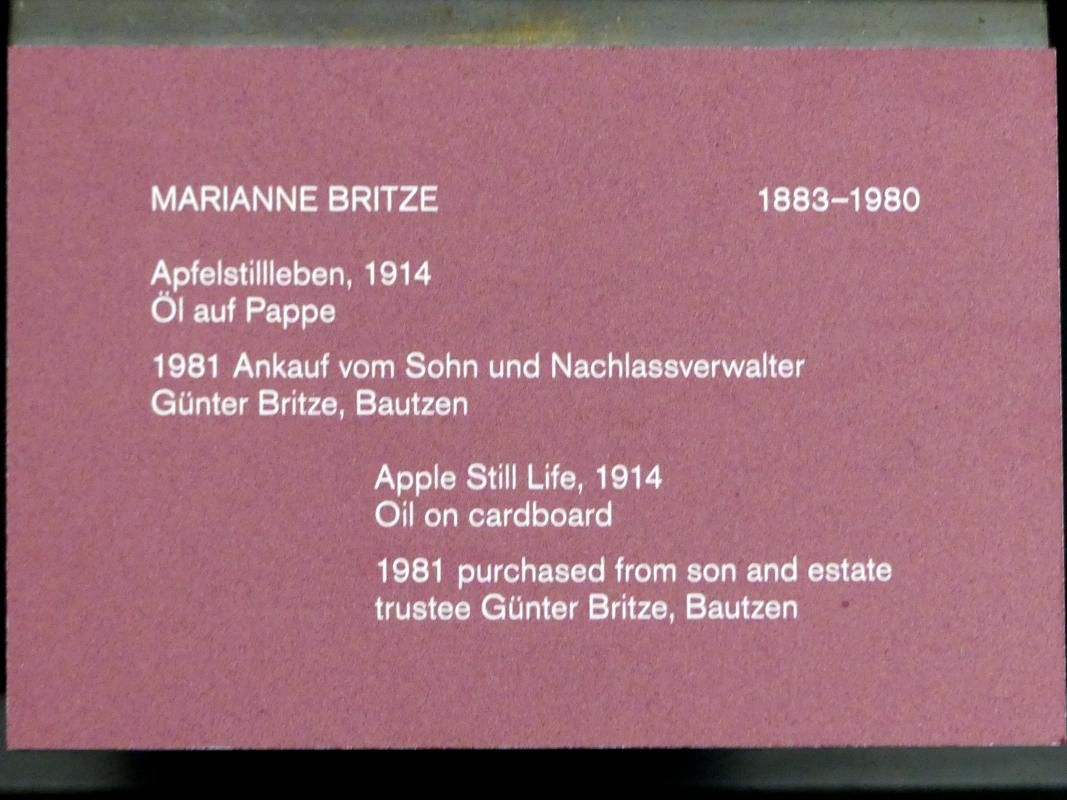 MARIANNE BRITZE 1883–1980
Apfelstillleben, 1914
Öl auf Pappe
1981 Ankauf vom Sohn und Nachlassverwalter
Günter Britze, Bautzen
Apple Still Life, 1914
Oil on cardboard
1981 purchased from son and estate
trustee Günter Britze, Bautzen